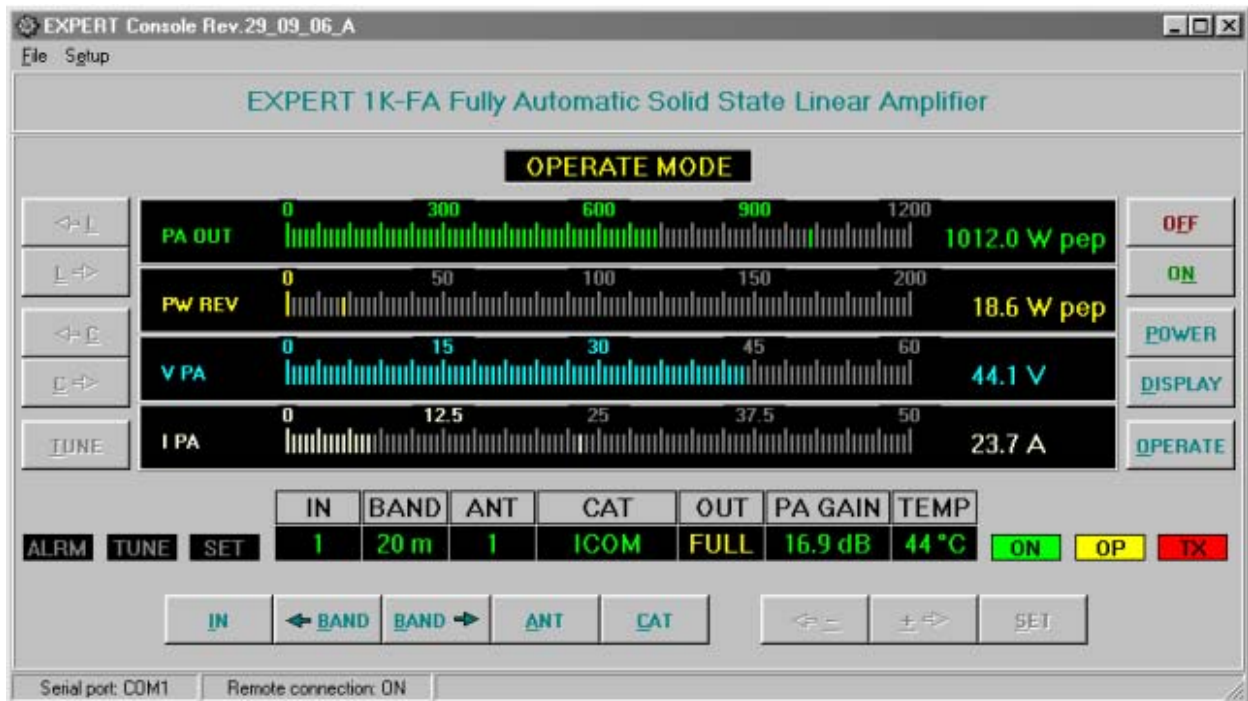 EXPERT Console Rev.29_09_06_A
File Setup
EXPERT 1K-FA Fully Automatic Solid State Linear Amplifier
OPERATE MODE
L
L
C
C
TUNE
0 300 600 900 1200
PA OUT 1012.0 W pep
0 50 100 150 200
PW REV 18.6 W pep
0 15 30 45 60
V PA 44.1 V
0 12.5 25 37.5 50
I PA 23.7 A
OFF
ON
POWER
DISPLAY
OPERATE
IN BAND ANT CAT OUT PA GAIN TEMP
ALRM TUNE SET 1 20 m 1 ICOM FULL 16.9 dB 44 °C ON OP TX
IN BAND BAND ANT CAT - + SET
Serial port: COM1 Remote connection: ON